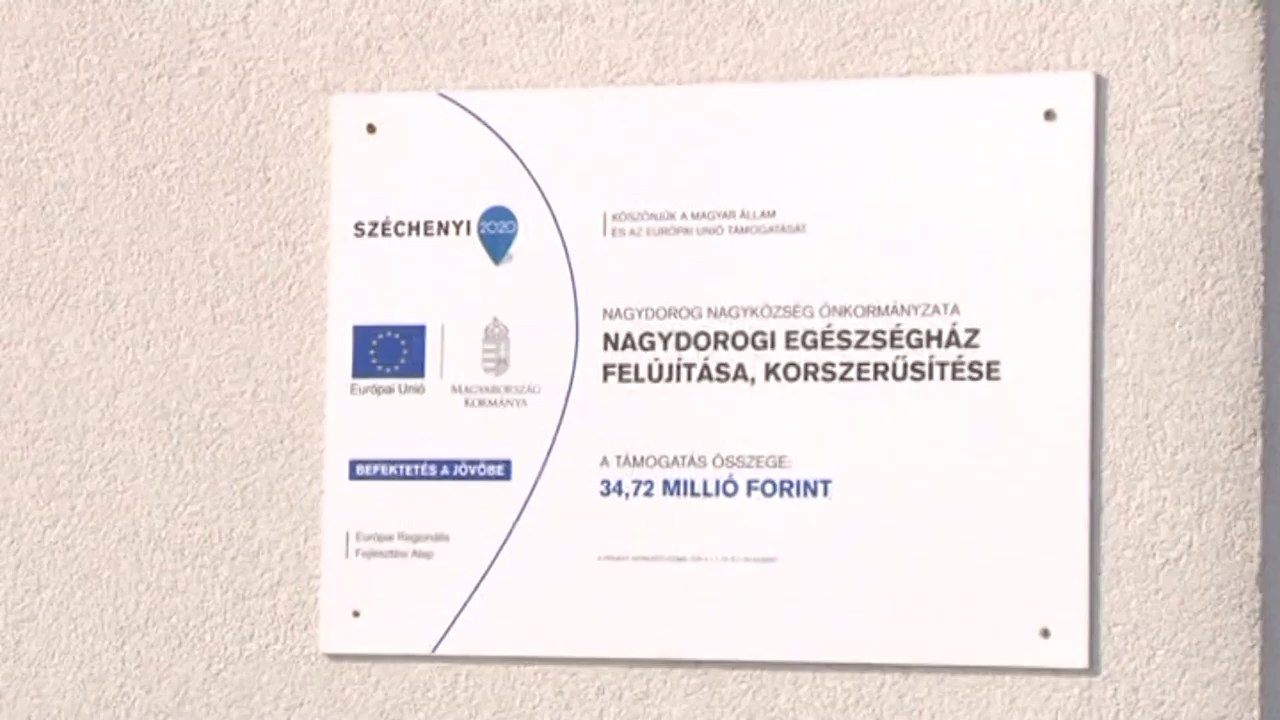 SZÉCHENYI 2020
Európai Unió
MAGYARORSZÁG
KORMÁNYA
BEFEKTETÉS A JÖVŐBE
Európai Regionális
Fejlesztési Alap
KÖSZÖNJÜK A MAGYAR ÁLLAM
ÉS AZ EURÓPAI UNIÓ TÁMOGATÁSÁT
NAGYDOROG NAGYKÖZSÉG ÖNKORMÁNYZATA
NAGYDOROGI EGÉSZSÉGHÁZ
FELÚJÍTÁSA, KORSZERŰSÍTÉSE
A TÁMOGATÁS ÖSSZEGE:
34,72 MILLIÓ FORINT